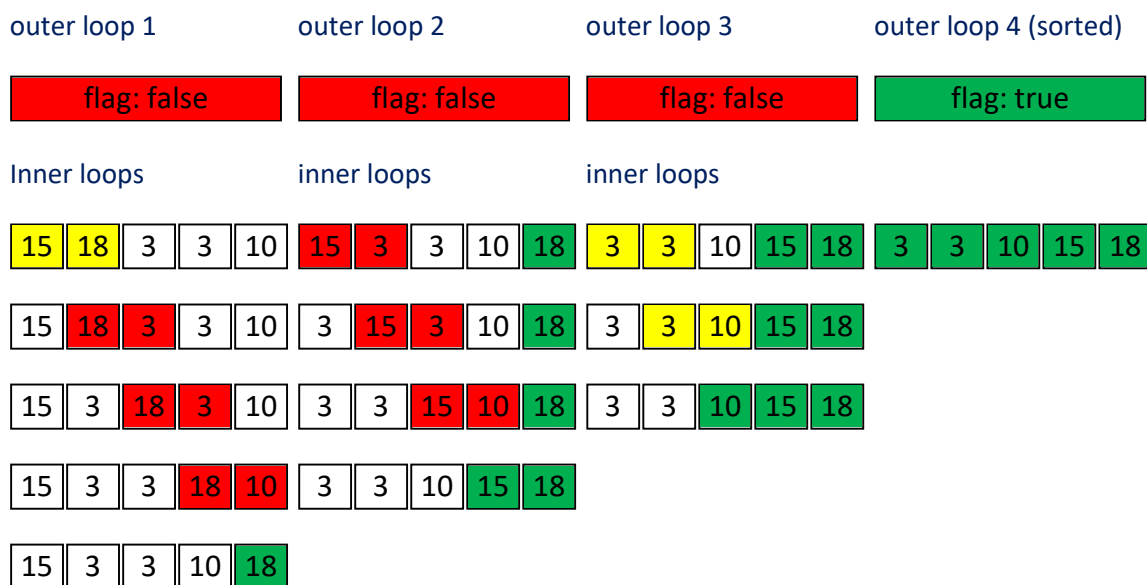 outer loop 1 outer loop 2 outer loop 3 outer loop 4 (sorted)
flag: false flag: false flag: false flag: true
Inner loops inner loops inner loops
15 18 3 3 10 15 3 3 10 18 3 3 10 15 18 3 3 10 15 18
15 18 3 3 10 3 15 3 10 18 3 3 10 15 18
15 3 18 3 10 3 3 15 10 18 3 3 10 15 18
15 3 3 18 10 3 3 10 15 18
15 3 3 10 18